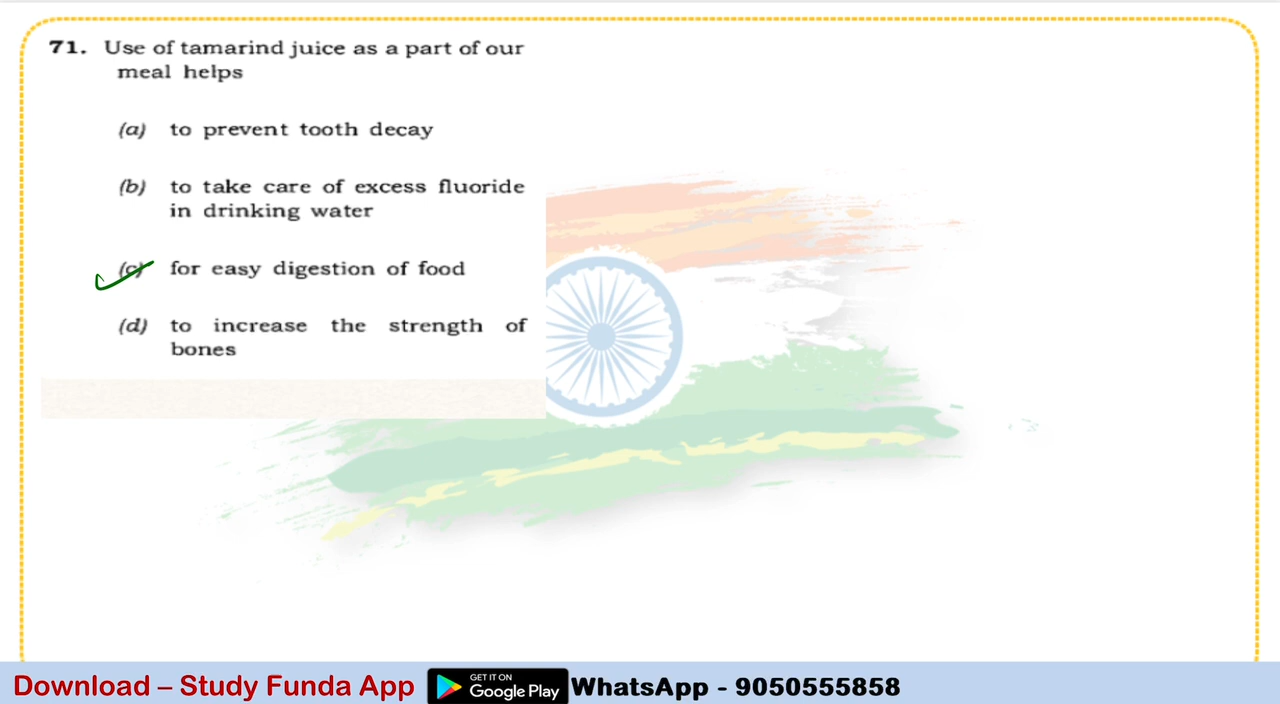 71. Use of tamarind juice as a part of our
meal helps
(a) to prevent tooth decay
(b) to take care of excess fluoride
in drinking water
(c) for easy digestion of food
(d) to increase the strength of
bones
Download – Study Funda App GET IT ON Google Play WhatsApp - 9050555858